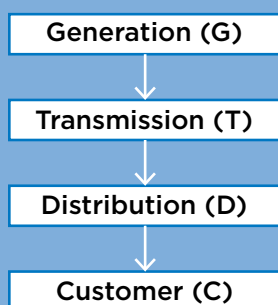 Generation (G)
Transmission (T)
Distribution (D)
Customer (C)